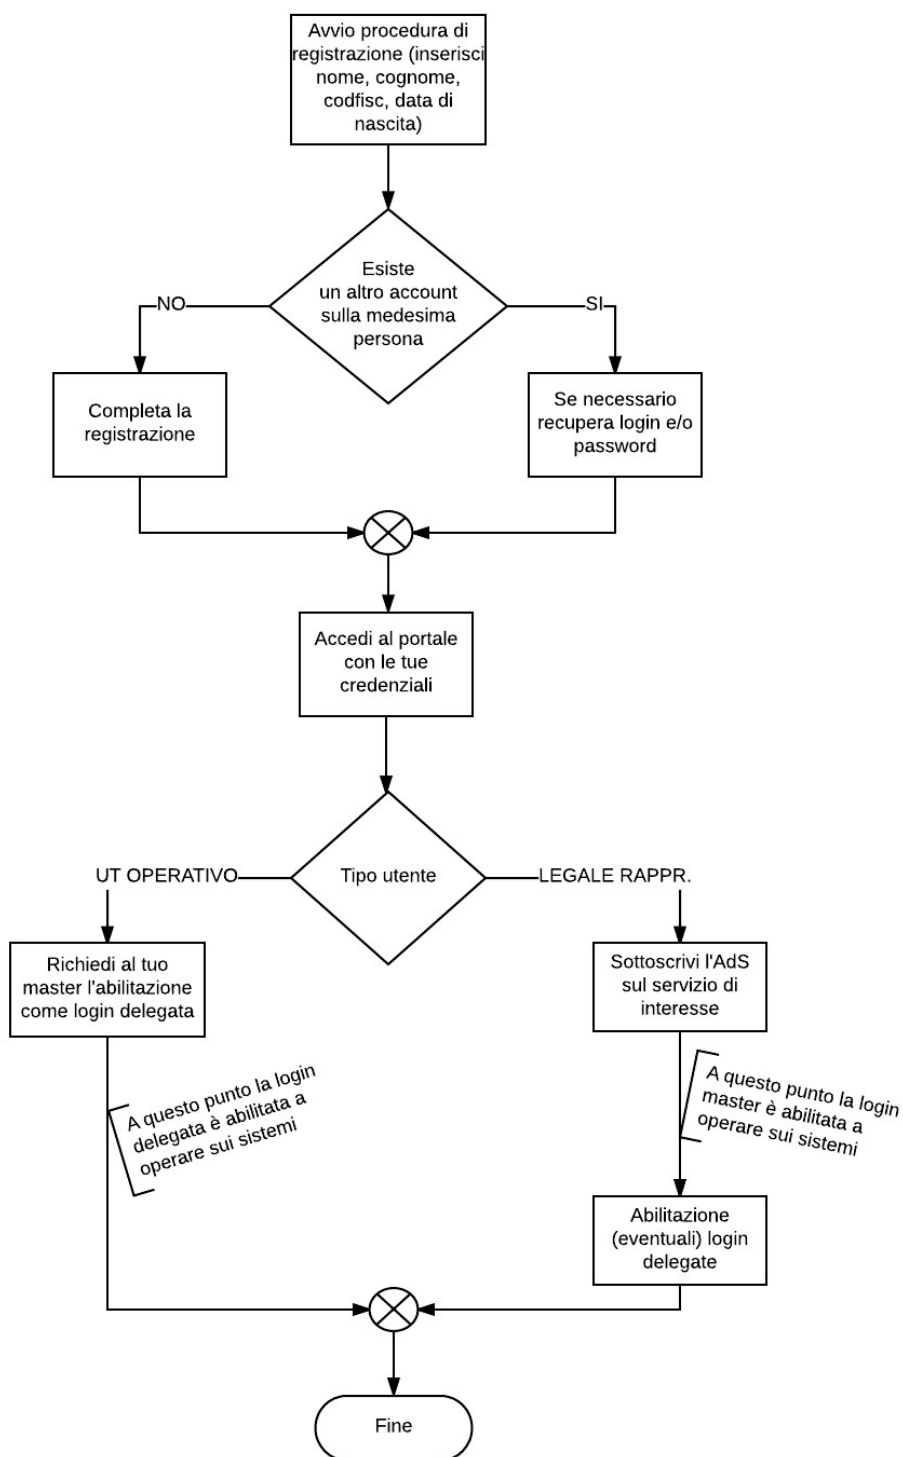 Avvio procedura di
registrazione (inserisci
nome, cognome,
codfisc, data di
nascita)
Esiste
un altro account
sulla medesima
persona
NO
SI
Completa la
registrazione
Se necessario
recupera login e/o
password
Accedi al portale
con le tue
credenziali
Tipo utente
UT OPERATIVO
LEGALE RAPPR.
Richiedi al tuo
master l'abilitazione
come login delegata
Sottoscrivi l'AdS
sul servizio di
interesse
A questo punto la login
delegata è abilitata a
operare sui sistemi
A questo punto la login
master è abilitata a
operare sui sistemi
Abilitazione
(eventuali) login
delegate
Fine